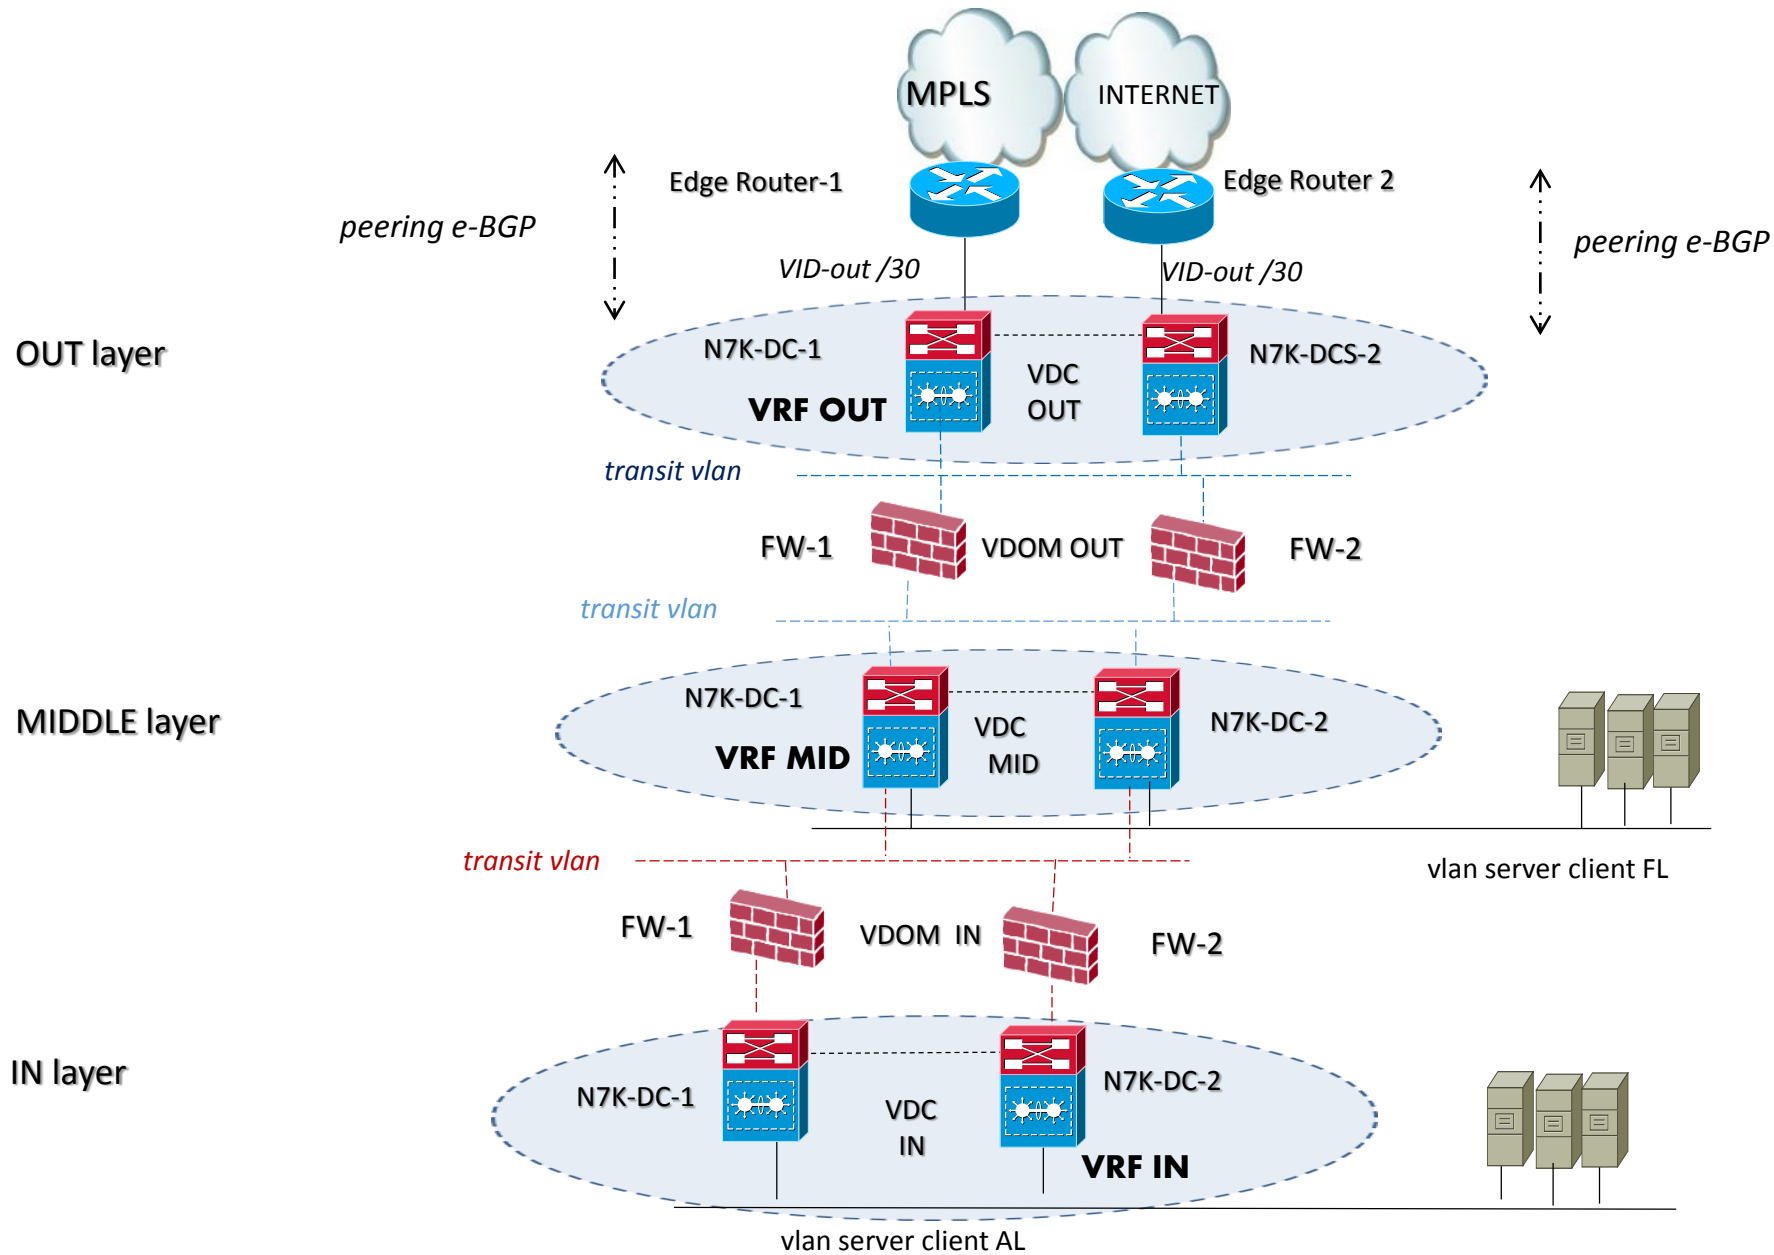 MPLS
INTERNET
Edge Router-1
Edge Router 2
peering e-BGP
peering e-BGP
VID-out /30
VID-out /30
OUT layer
N7K-DC-1
N7K-DCS-2
VDC
OUT
VRF OUT
transit vlan
FW-1
VDOM OUT
FW-2
transit vlan
MIDDLE layer
N7K-DC-1
N7K-DC-2
VDC
MID
VRF MID
transit vlan
vlan server client FL
FW-1
VDOM IN
FW-2
IN layer
N7K-DC-1
N7K-DC-2
VDC
IN
VRF IN
vlan server client AL